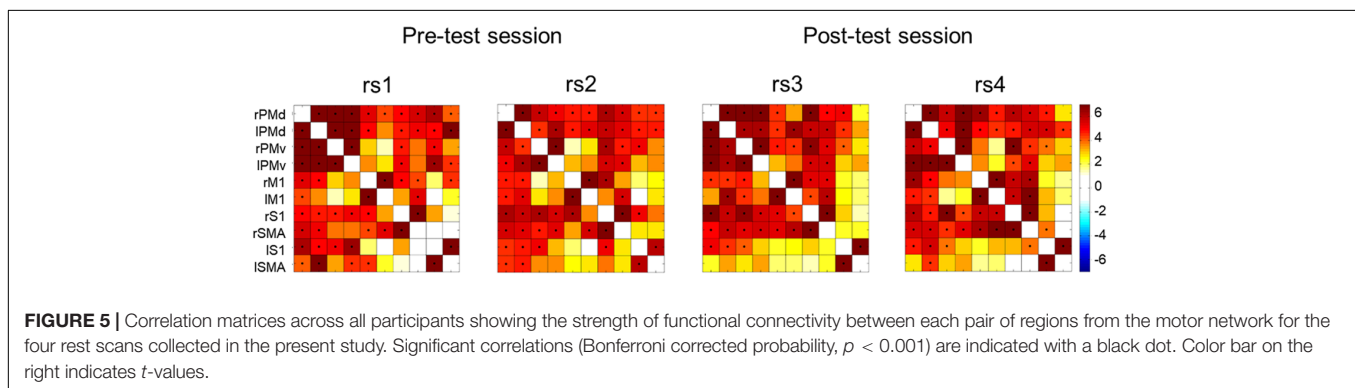 Pre-test session Post-test session
rs1 rs2 rs3 rs4
rPMd
lPMd
rPMv
lPMv
rM1
lM1
rS1
rSMA
lS1
lSMA
6
4
2
0
-2
-4
-6
FIGURE 5 | Correlation matrices across all participants showing the strength of functional connectivity between each pair of regions from the motor network for the
four rest scans collected in the present study. Significant correlations (Bonferroni corrected probability, p < 0.001) are indicated with a black dot. Color bar on the
right indicates t-values.